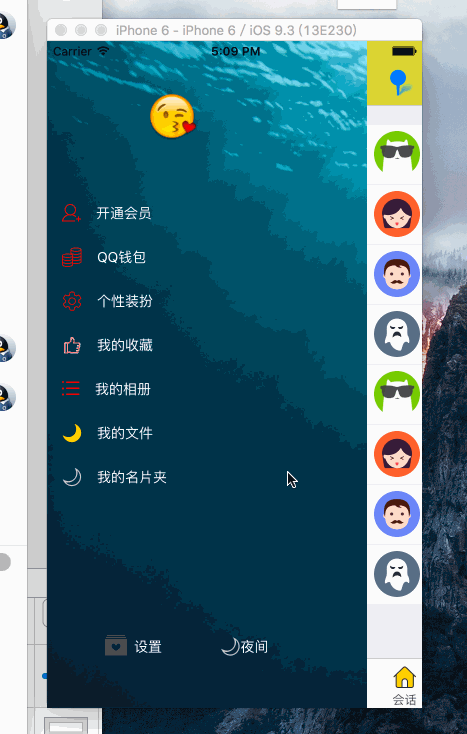 iPhone 6 - iPhone 6 / iOS 9.3 (13E230)
Carrier 5:09 PM
开通会员
QQ钱包
个性装扮
我的收藏
我的相册
我的文件
我的名片夹
设置 夜间
会话